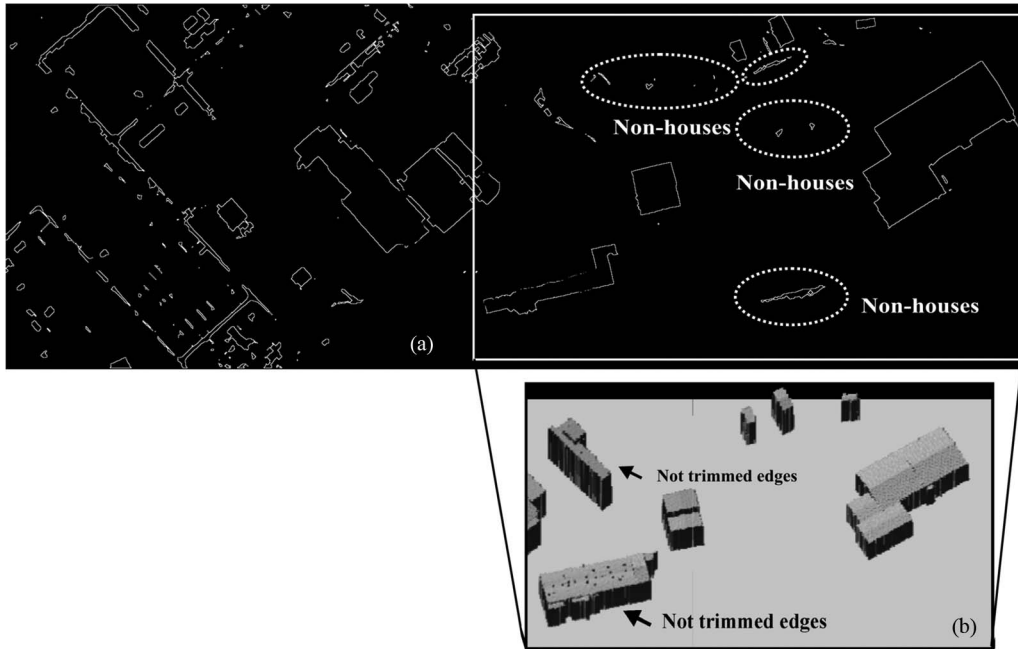 Non-houses
Non-houses
Non-houses
(a)
Not trimmed edges
Not trimmed edges
(b)